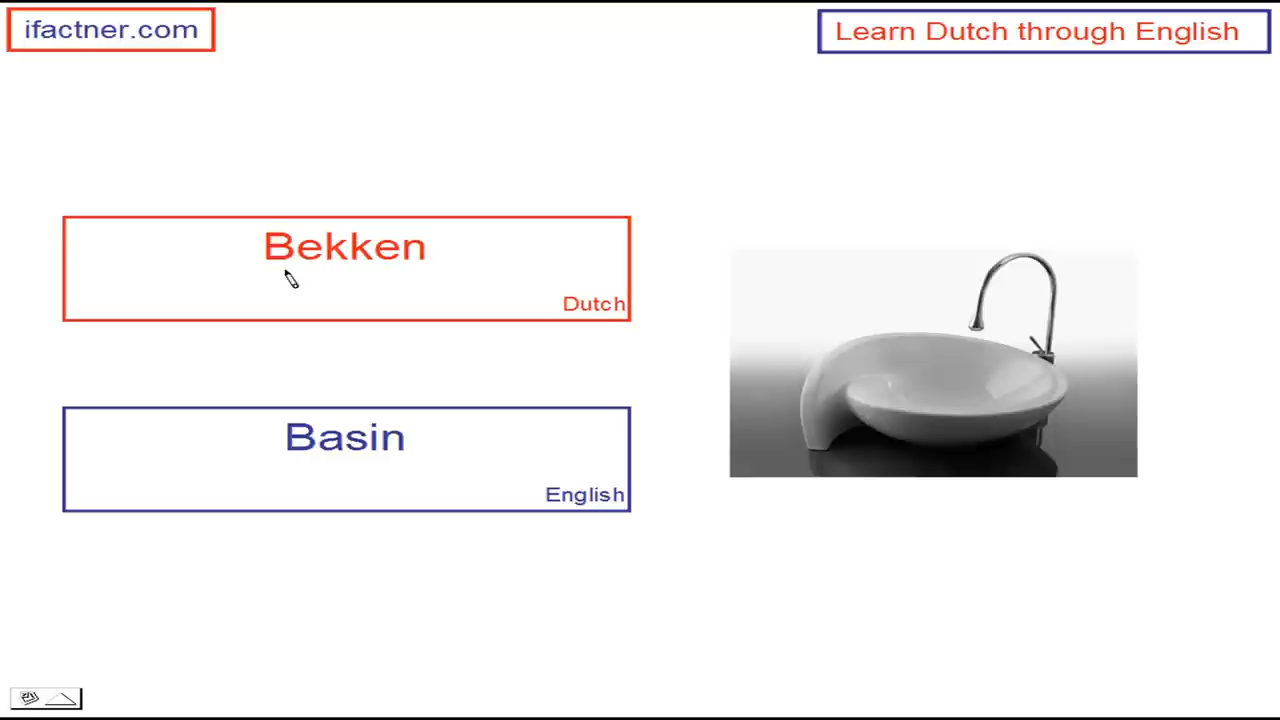 ifactner.com
Learn Dutch through English
Bekken
Dutch
Basin
English